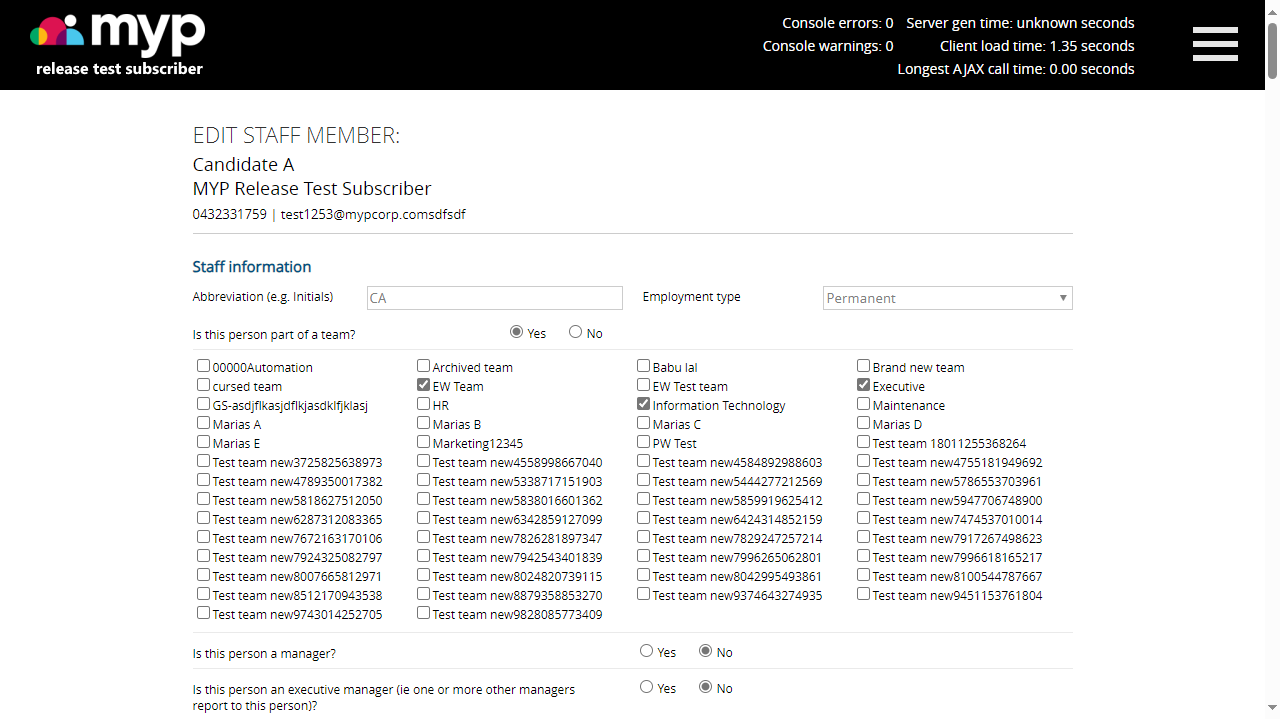 myp
release test subscriber
Console errors: 0 Server gen time: unknown seconds
Console warnings: 0 Client load time: 1.35 seconds
Longest AJAX call time: 0.00 seconds
EDIT STAFF MEMBER:
Candidate A
MYP Release Test Subscriber
0432331759 | test1253@mypcorp.comsdfsdf
Staff information
Abbreviation (e.g. Initials) CA Employment type Permanent
Is this person part of a team? Yes No
00000Automation Archived team Babu lal Brand new team
cursed team EW Team EW Test team Executive
GS-asdjflkasjdflkjasdklfjklasj HR Information Technology Maintenance
Marias A Marias B Marias C Marias D
Marias E Marketing12345 PW Test Test team 18011255368264
Test team new3725825638973 Test team new4558998667040 Test team new4584892988603 Test team new4755181949692
Test team new4789350017382 Test team new5338717151903 Test team new5444277212569 Test team new5786553703961
Test team new5818627512050 Test team new5838016601362 Test team new5859919625412 Test team new5947706748900
Test team new6287312083365 Test team new6342859127099 Test team new6424314852159 Test team new7474537010014
Test team new7672163170106 Test team new7826281897347 Test team new7829247257214 Test team new7917267498623
Test team new7924325082797 Test team new7942543401839 Test team new7996265062801 Test team new7996618165217
Test team new8007665812971 Test team new8024820739115 Test team new8042995493861 Test team new8100544787667
Test team new8512170943538 Test team new8879358853270 Test team new9374643274935 Test team new9451153761804
Test team new9743014252705 Test team new9828085773409
Is this person a manager? Yes No
Is this person an executive manager (ie one or more other managers Yes No
report to this person)?